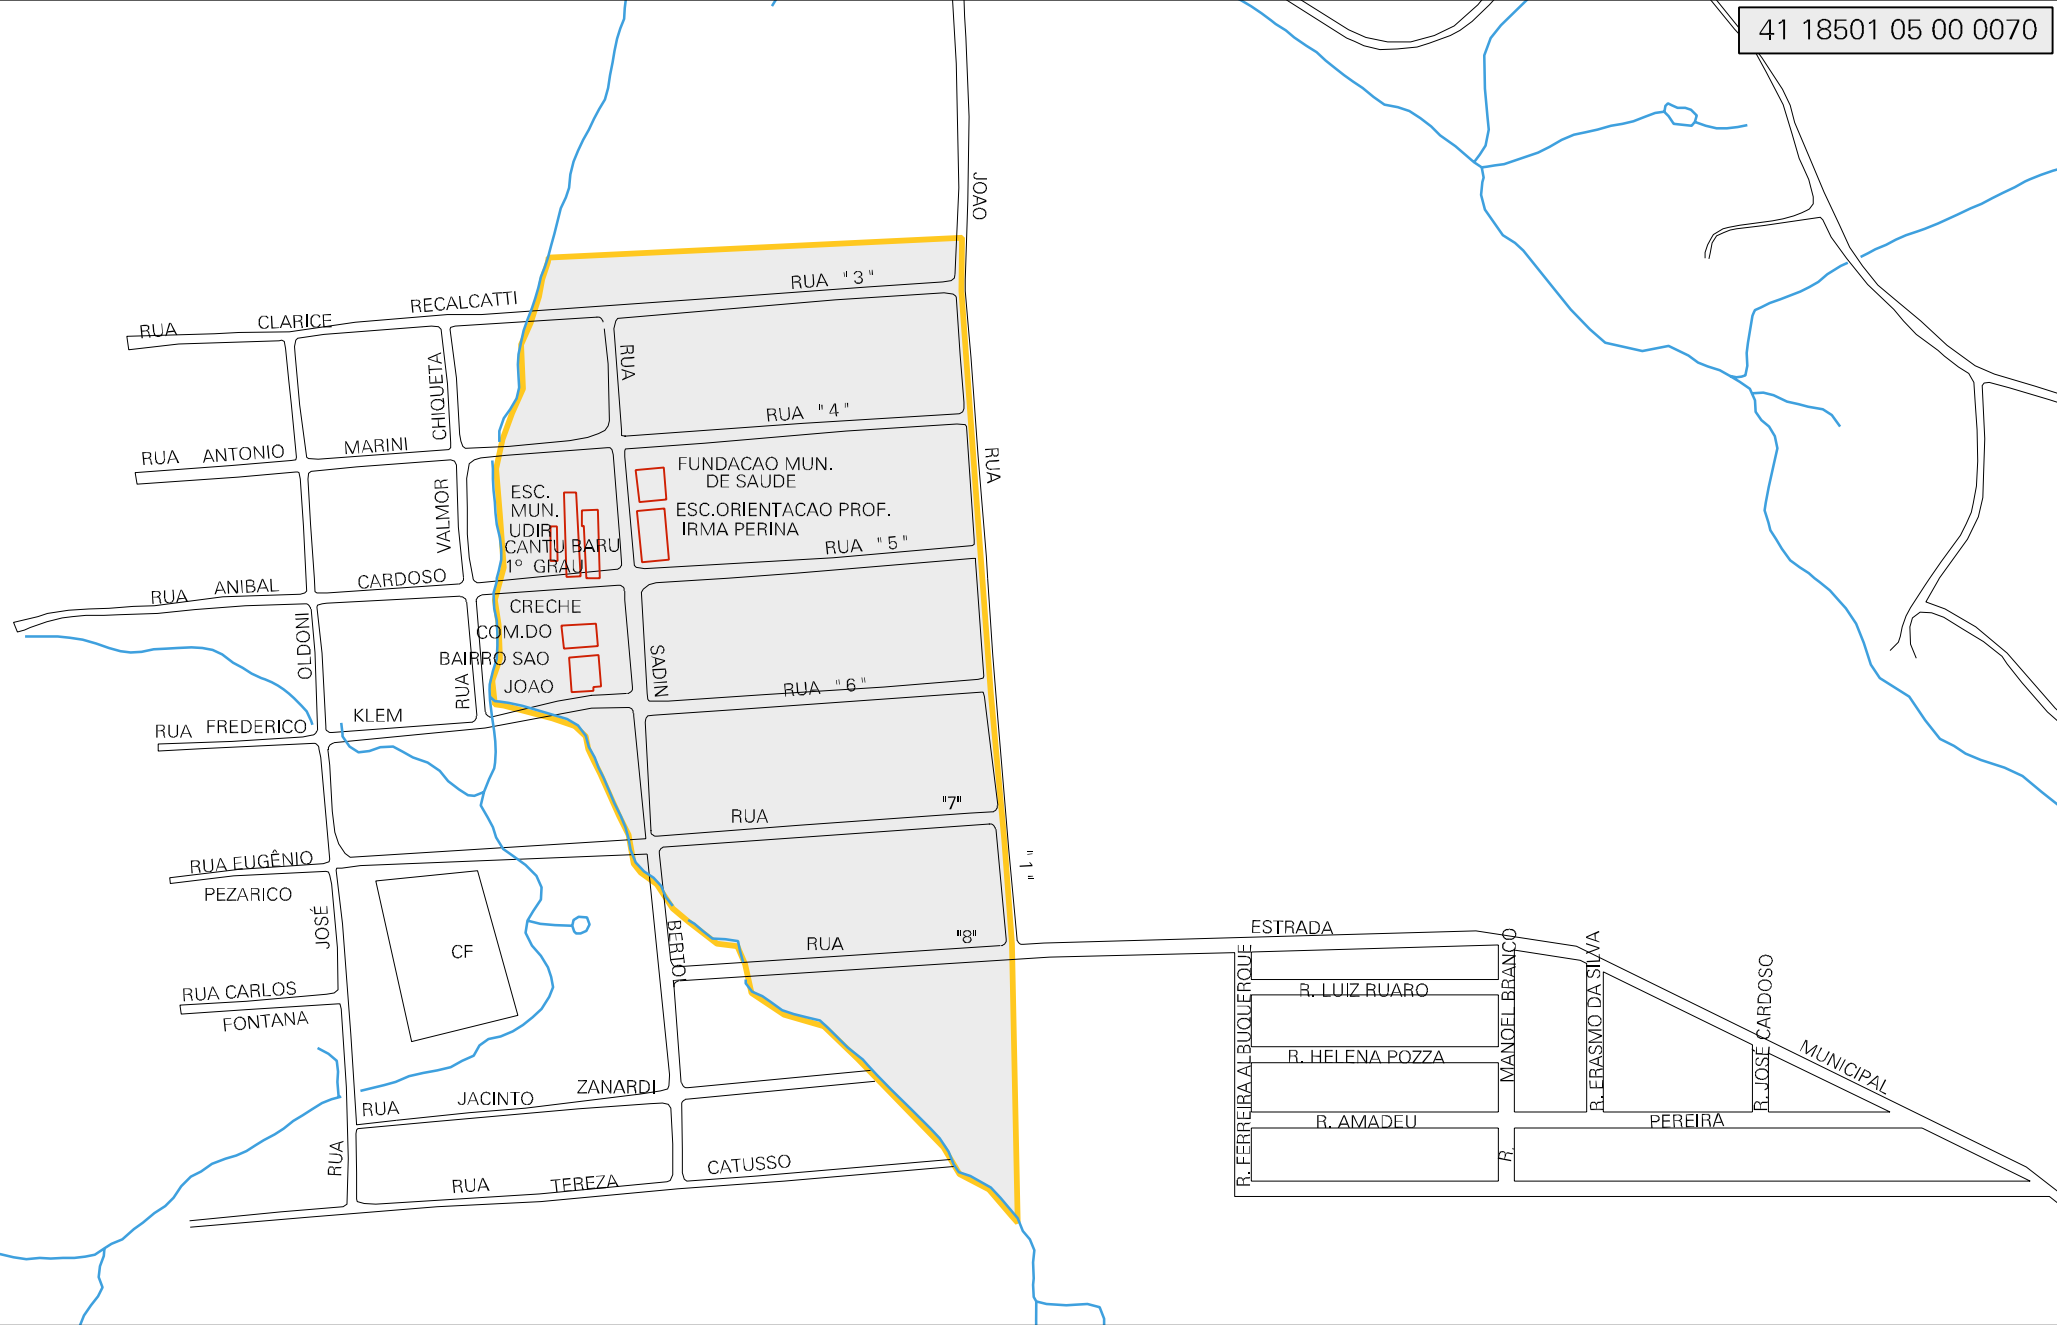 41 18501 05 00 0070
JOAO
RUA "3"
RUA CLARICE RECALCATTI
RUA
CHIQUETA
RUA "4"
RUA ANTONIO MARINI
RUA
FUNDACAO MUN.
DE SAUDE
ESC.
MUN.
UDIR
CANTU BARU
1° GRAU
ESC.ORIENTACAO PROF.
IRMA PERINA
VALMOR
RUA "5"
RUA ANIBAL CARDOSO
CRECHE
COM.DO
BAIRRO SAO
JOAO
OLDONI
RUA
SADIN
RUA "6"
RUA FREDERICO KLEM
RUA "7"
RUA EUGÊNIO
PEZARICO
"1"
JOSÉ
CF
BERTOL
RUA "8"
ESTRADA
MUNICIPAL
RUA CARLOS
FONTANA
R. LUIZ RUARO
R. HELENA POZZA
R. AMADEU PEREIRA
R. FERREIRA ALBUQUERQUE
R. MANOEL BRANCO
R. ERASMO DA SILVA
R. JOSÉ CARDOSO
RUA JACINTO ZANARDI
RUA
RUA TEREZA CATUSSO